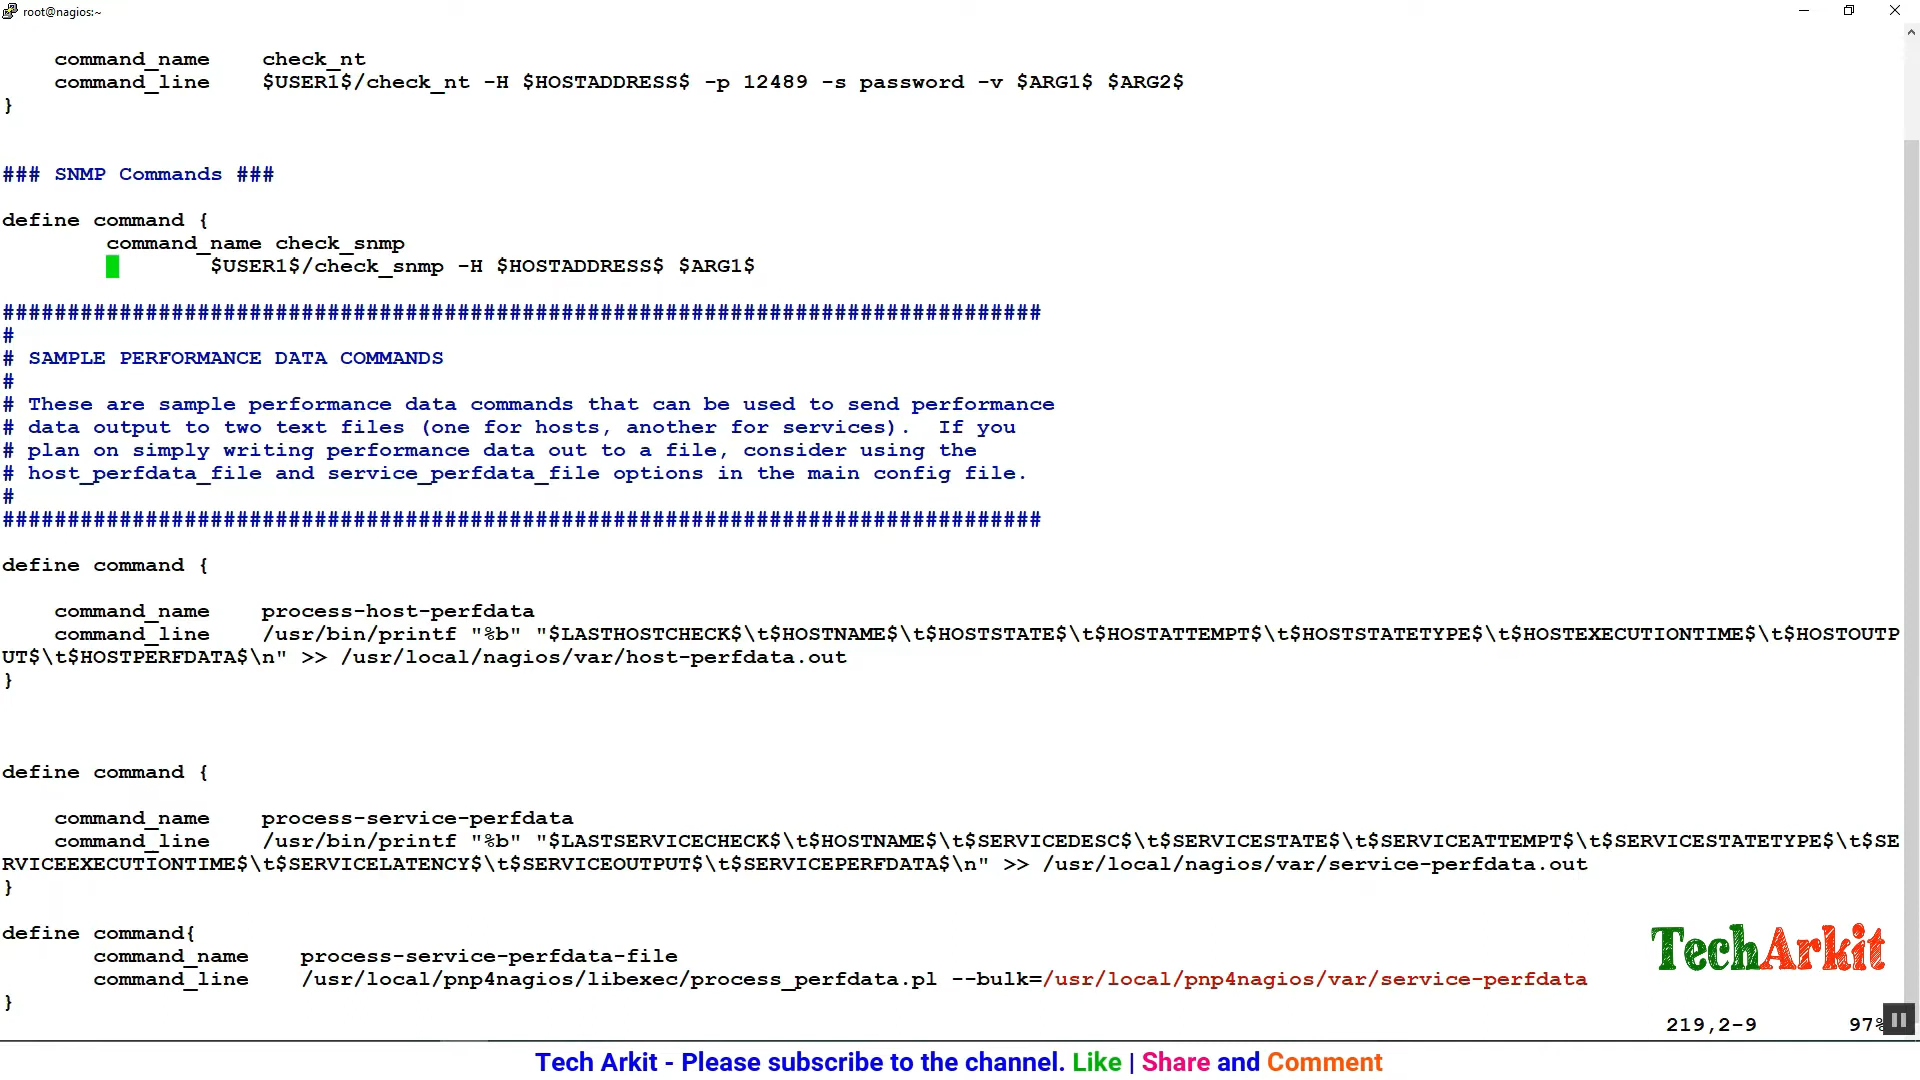 root@nagios:~
command_name    check_nt
command_line    $USER1$/check_nt -H $HOSTADDRESS$ -p 12489 -s password -v $ARG1$ $ARG2$
}
### SNMP Commands ###
define command {
command_name check_snmp
$USER1$/check_snmp -H $HOSTADDRESS$ $ARG1$
################################################################################
#
# SAMPLE PERFORMANCE DATA COMMANDS
#
# These are sample performance data commands that can be used to send performance
# data output to two text files (one for hosts, another for services).  If you
# plan on simply writing performance data out to a file, consider using the
# host_perfdata_file and service_perfdata_file options in the main config file.
#
################################################################################
define command {
command_name    process-host-perfdata
command_line    /usr/bin/printf "%b" "$LASTHOSTCHECK$\t$HOSTNAME$\t$HOSTSTATE$\t$HOSTATTEMPT$\t$HOSTSTATETYPE$\t$HOSTEXECUTIONTIME$\t$HOSTOUTP
UT$\t$HOSTPERFDATA$\n" >> /usr/local/nagios/var/host-perfdata.out
}
define command {
command_name    process-service-perfdata
command_line    /usr/bin/printf "%b" "$LASTSERVICECHECK$\t$HOSTNAME$\t$SERVICEDESC$\t$SERVICESTATE$\t$SERVICEATTEMPT$\t$SERVICESTATETYPE$\t$SE
RVICEEXECUTIONTIME$\t$SERVICELATENCY$\t$SERVICEOUTPUT$\t$SERVICEPERFDATA$\n" >> /usr/local/nagios/var/service-perfdata.out
}
define command{
command_name    process-service-perfdata-file
command_line    /usr/local/pnp4nagios/libexec/process_perfdata.pl --bulk=/usr/local/pnp4nagios/var/service-perfdata
}
TechArkit
219,2-9    97%
Tech Arkit - Please subscribe to the channel. Like | Share and Comment